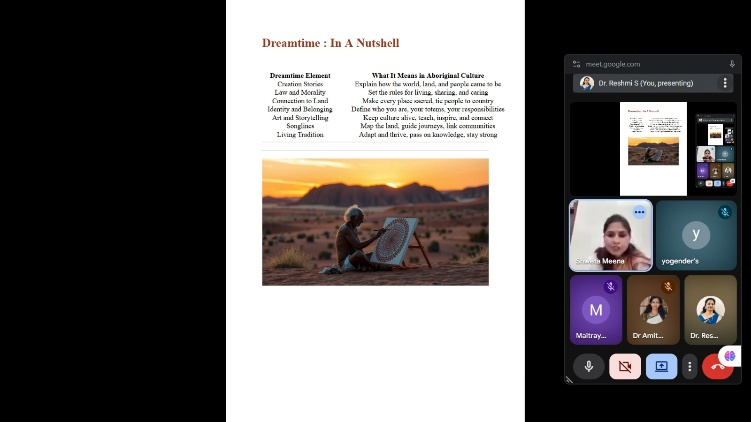 Dreamtime : In A Nutshell
Dreamtime Element What It Means in Aboriginal Culture
Creation Stories Explain how the world, land, and people came to be
Law and Morality Set the rules for living, sharing, and caring
Connection to Land Make every place sacred, tie people to country
Identity and Belonging Define who you are, your totems, your responsibilities
Art and Storytelling Keep culture alive, teach, inspire, and connect
Songlines Map the land, guide journeys, link communities
Living Tradition Adapt and thrive, pass on knowledge, stay strong
meet.google.com
Dr. Reshmi S (You, presenting)
Meena
y
yogender's
M
Maitray...
Dr Amit...
Dr. Res...